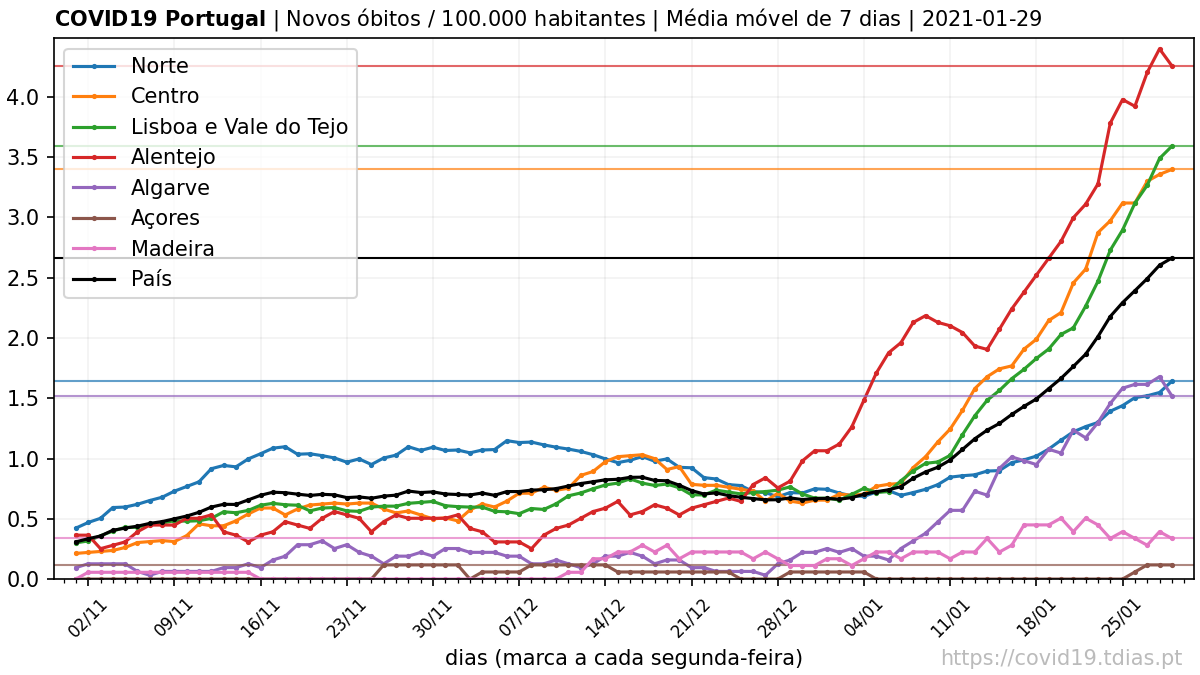 COVID19 Portugal | Novos óbitos / 100.000 habitantes | Média móvel de 7 dias | 2021-01-29
Norte
Centro
Lisboa e Vale do Tejo
Alentejo
Algarve
Açores
Madeira
País
4.0
3.5
3.0
2.5
2.0
1.5
1.0
0.5
0.0
02/11 09/11 16/11 23/11 30/11 07/12 14/12 21/12 28/12 04/01 11/01 18/01 25/01
dias (marca a cada segunda-feira)
https://covid19.tdias.pt